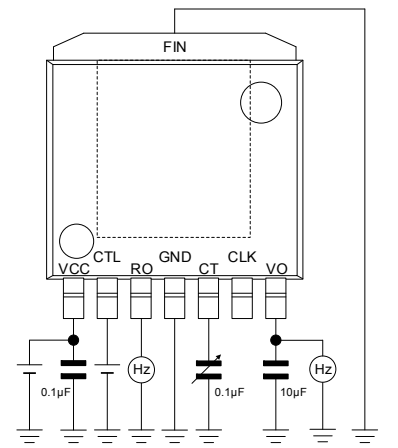 FIN
CTL GND CLK
VCC RO CT VO
Hz Hz
0.1µF 0.1µF 10µF